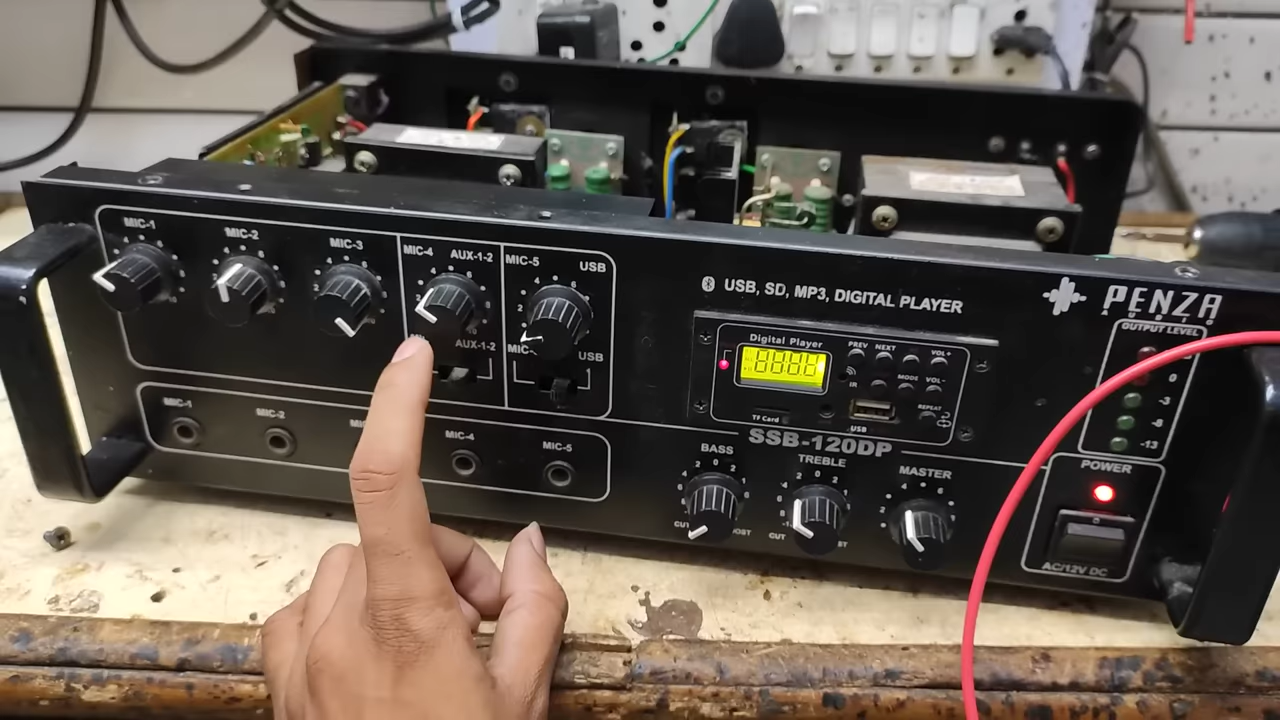 MIC-1
MIC-2
MIC-3
MIC-4 AUX-1-2
MIC-5 USB
AUX-1-2
USB
MIC-1
MIC-2
MIC-4
MIC-5
USB, SD, MP3, DIGITAL PLAYER
Digital Player
PREV NEXT VOL+
IR MODE VOL-
TF Card USB REPEAT
SSB-120DP
BASS
TREBLE
MASTER
CUT
CUT
PENZA
AUDIO
OUTPUT LEVEL
0
-3
-8
-13
POWER
AC/12V DC